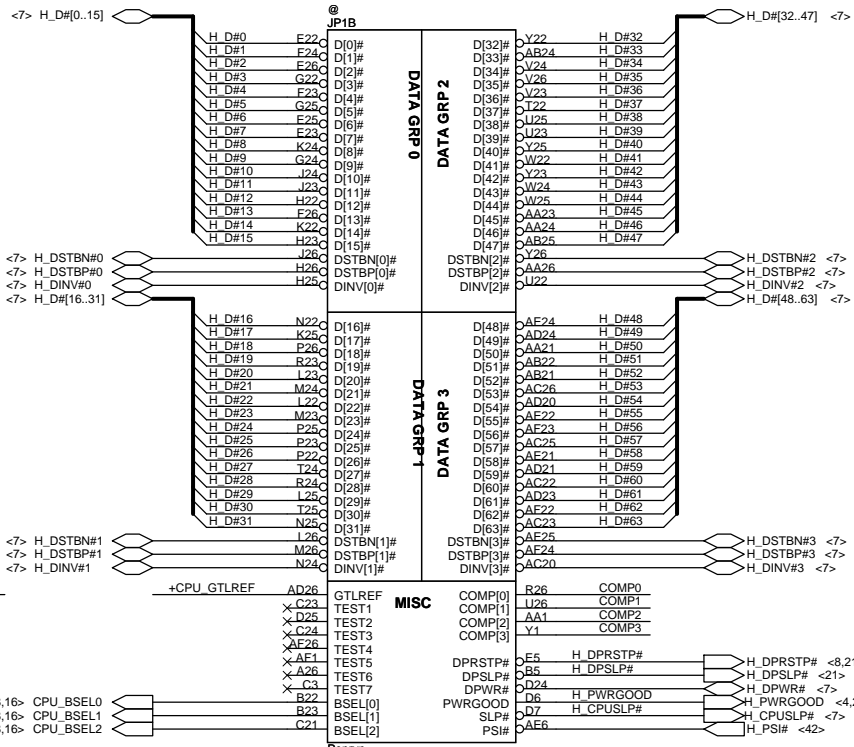 @
JP1B
<7> H_D#[0..15] H_D#[32..47] <7>
H_D#0 E22 D[0]# D[32]# Y22 H_D#32
H_D#1 F24 D[1]# D[33]# AB24 H_D#33
H_D#2 E26 D[2]# D[34]# V24 H_D#34
H_D#3 G22 D[3]# D[35]# V26 H_D#35
H_D#4 F23 D[4]# D[36]# V23 H_D#36
H_D#5 G25 D[5]# D[37]# T22 H_D#37
H_D#6 E25 D[6]# D[38]# U25 H_D#38
H_D#7 E23 D[7]# D[39]# U23 H_D#39
H_D#8 K24 D[8]# D[40]# Y25 H_D#40
H_D#9 G24 D[9]# D[41]# W22 H_D#41
H_D#10 J24 D[10]# D[42]# Y23 H_D#42
H_D#11 J23 D[11]# D[43]# W24 H_D#43
H_D#12 H22 D[12]# D[44]# W25 H_D#44
H_D#13 F26 D[13]# D[45]# AA23 H_D#45
H_D#14 K22 D[14]# D[46]# AA24 H_D#46
H_D#15 H23 D[15]# D[47]# AB25 H_D#47
DATA GRP 0
DATA GRP 2
<7> H_DSTBN#0 J26 DSTBN[0]# DSTBN[2]# Y26 H_DSTBN#2 <7>
<7> H_DSTBP#0 H26 DSTBP[0]# DSTBP[2]# AA26 H_DSTBP#2 <7>
<7> H_DINV#0 H25 DINV[0]# DINV[2]# U22 H_DINV#2 <7>
<7> H_D#[16..31] H_D#[48..63] <7>
H_D#16 N22 D[16]# D[48]# AE24 H_D#48
H_D#17 K25 D[17]# D[49]# AD24 H_D#49
H_D#18 P26 D[18]# D[50]# AA21 H_D#50
H_D#19 R23 D[19]# D[51]# AB22 H_D#51
H_D#20 L23 D[20]# D[52]# AB21 H_D#52
H_D#21 M24 D[21]# D[53]# AC26 H_D#53
H_D#22 L22 D[22]# D[54]# AD20 H_D#54
H_D#23 M23 D[23]# D[55]# AE22 H_D#55
H_D#24 P25 D[24]# D[56]# AF23 H_D#56
H_D#25 P23 D[25]# D[57]# AC25 H_D#57
H_D#26 P22 D[26]# D[58]# AE21 H_D#58
H_D#27 T24 D[27]# D[59]# AD21 H_D#59
H_D#28 R24 D[28]# D[60]# AC22 H_D#60
H_D#29 L25 D[29]# D[61]# AD23 H_D#61
H_D#30 T25 D[30]# D[62]# AF22 H_D#62
H_D#31 N25 D[31]# D[63]# AC23 H_D#63
DATA GRP 1
DATA GRP 3
<7> H_DSTBN#1 L26 DSTBN[1]# DSTBN[3]# AE25 H_DSTBN#3 <7>
<7> H_DSTBP#1 M26 DSTBP[1]# DSTBP[3]# AF24 H_DSTBP#3 <7>
<7> H_DINV#1 N24 DINV[1]# DINV[3]# AC20 H_DINV#3 <7>
+CPU_GTLREF AD26 GTLREF MISC COMP[0] R26 COMP0
C23 TEST1 COMP[1] U26 COMP1
D25 TEST2 COMP[2] AA1 COMP2
C24 TEST3 COMP[3] Y1 COMP3
AF26 TEST4
AF1 TEST5 DPRSTP# E5 H_DPRSTP# H_DPRSTP# <8,21
A26 TEST6 DPSLP# B5 H_DPSLP# H_DPSLP# <21>
C3 TEST7 DPWR# D24 H_DPWR# <7>
,16> CPU_BSEL0 B22 BSEL[0] PWRGOOD D6 H_PWRGOOD H_PWRGOOD <4,
,16> CPU_BSEL1 B23 BSEL[1] SLP# D7 H_CPUSLP# H_CPUSLP# <7>
,16> CPU_BSEL2 C21 BSEL[2] PSI# AE6 H_PSI# <42>